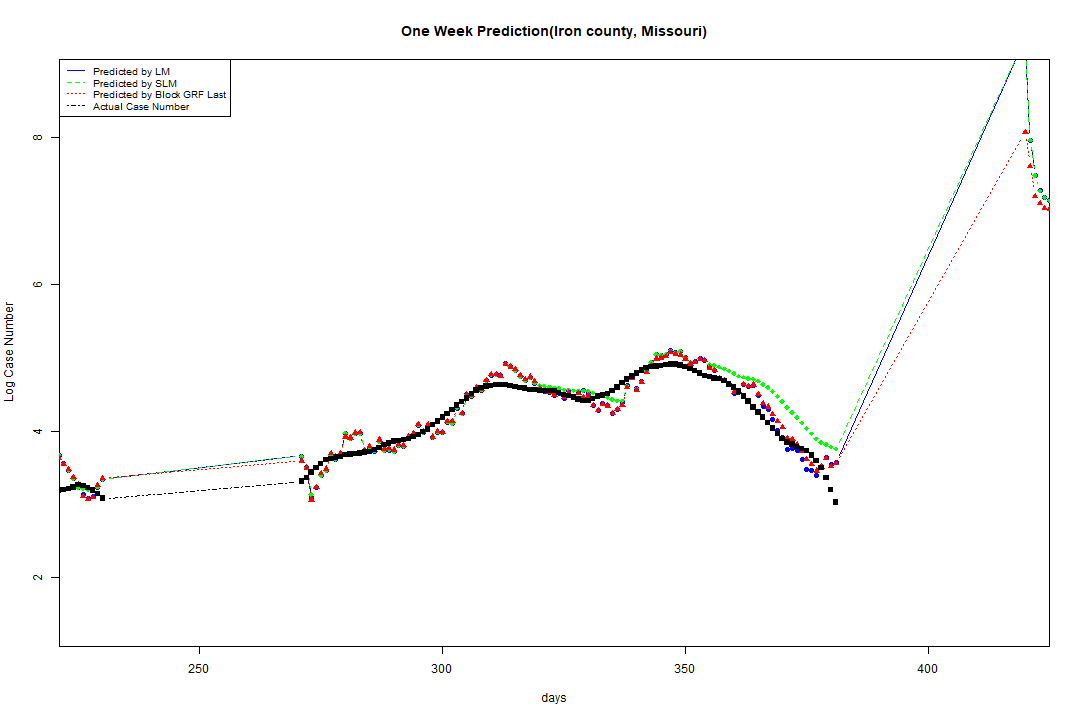 One Week Prediction(Iron county, Missouri)
Predicted by LM
Predicted by SLM
Predicted by Block GRF Last
Actual Case Number
8
6
4
2
Log Case Number
250 300 350 400
days